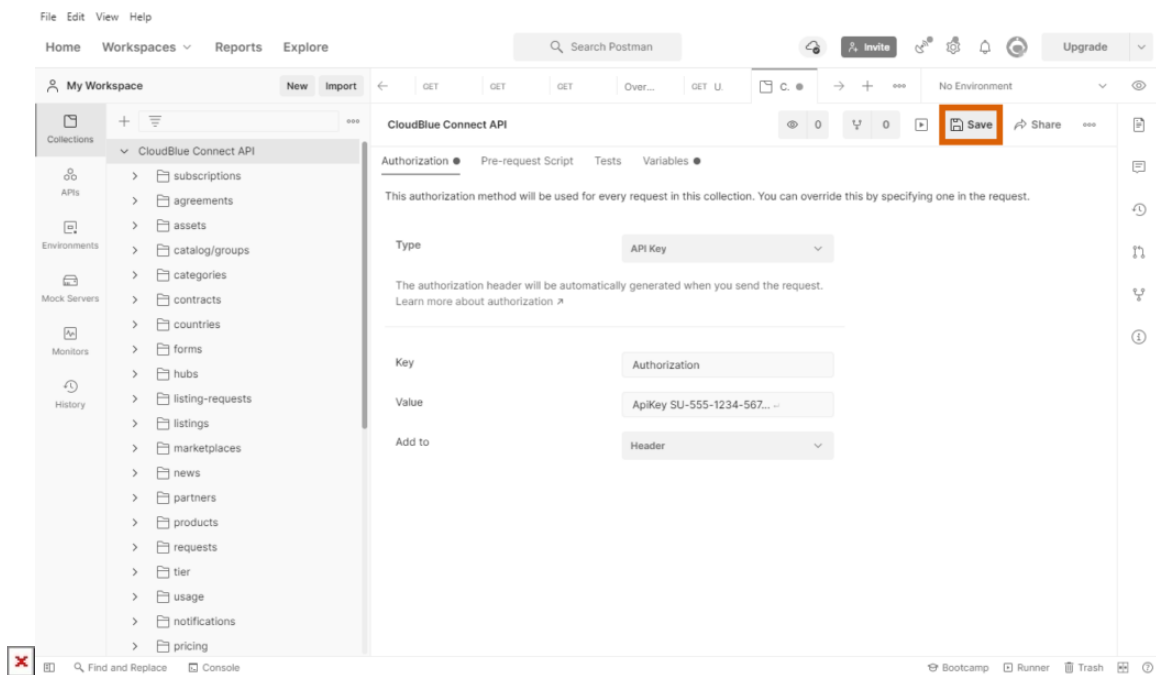 File Edit View Help
Home Workspaces Reports Explore Search Postman Invite Upgrade
My Workspace New Import GET GET GET Over... GET U. C. No Environment
Collections
APIs
Environments
Mock Servers
Monitors
History
CloudBlue Connect API
subscriptions
agreements
assets
catalog/groups
categories
contracts
countries
forms
hubs
listing-requests
listings
marketplaces
news
partners
products
requests
tier
usage
notifications
pricing
CloudBlue Connect API 0 0 Save Share
Authorization Pre-request Script Tests Variables
This authorization method will be used for every request in this collection. You can override this by specifying one in the request.
Type API Key
The authorization header will be automatically generated when you send the request.
Learn more about authorization ↗
Key Authorization
Value ApiKey SU-555-1234-567...
Add to Header
Find and Replace Console Bootcamp Runner Trash